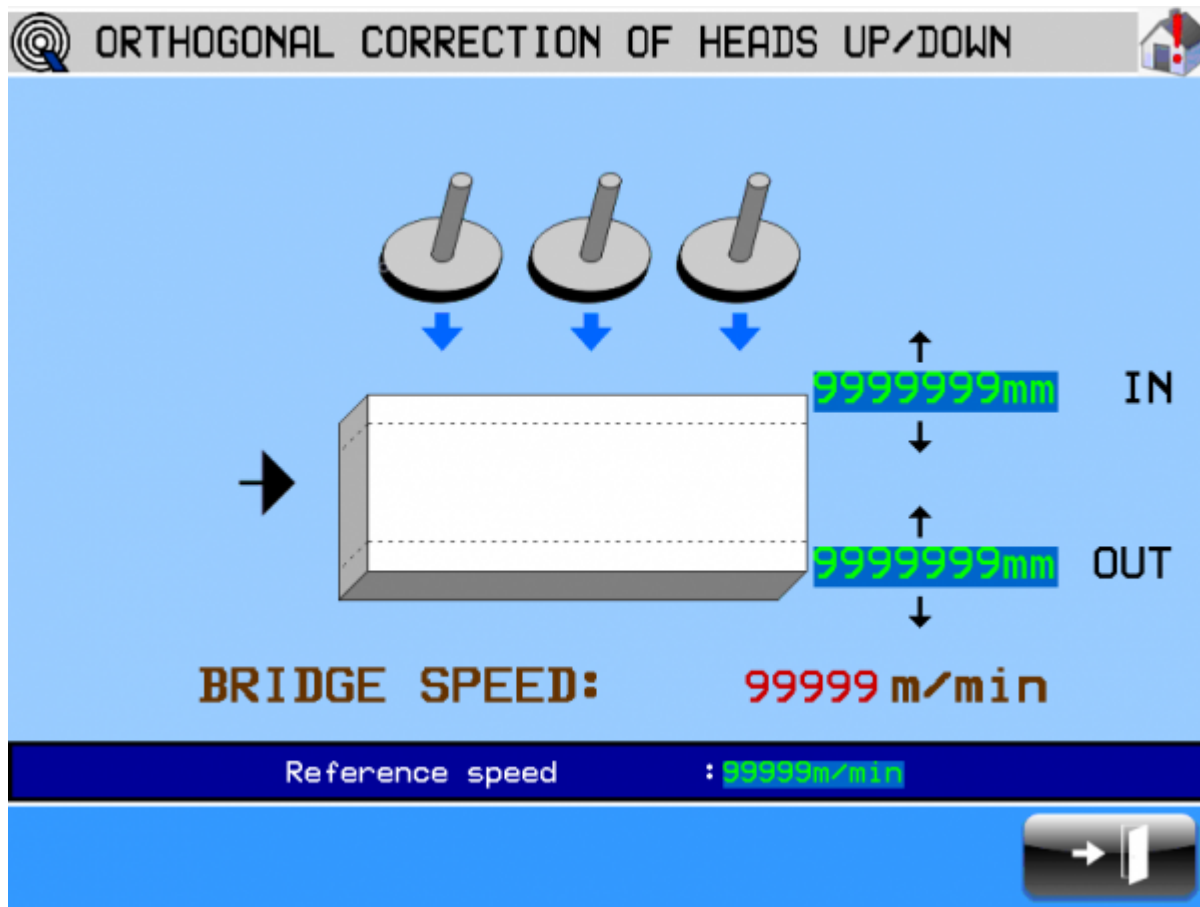 ORTHOGONAL CORRECTION OF HEADS UP/DOWN
9999999mm IN
9999999mm OUT
BRIDGE SPEED: 99999 m/min
Reference speed :99999m/min